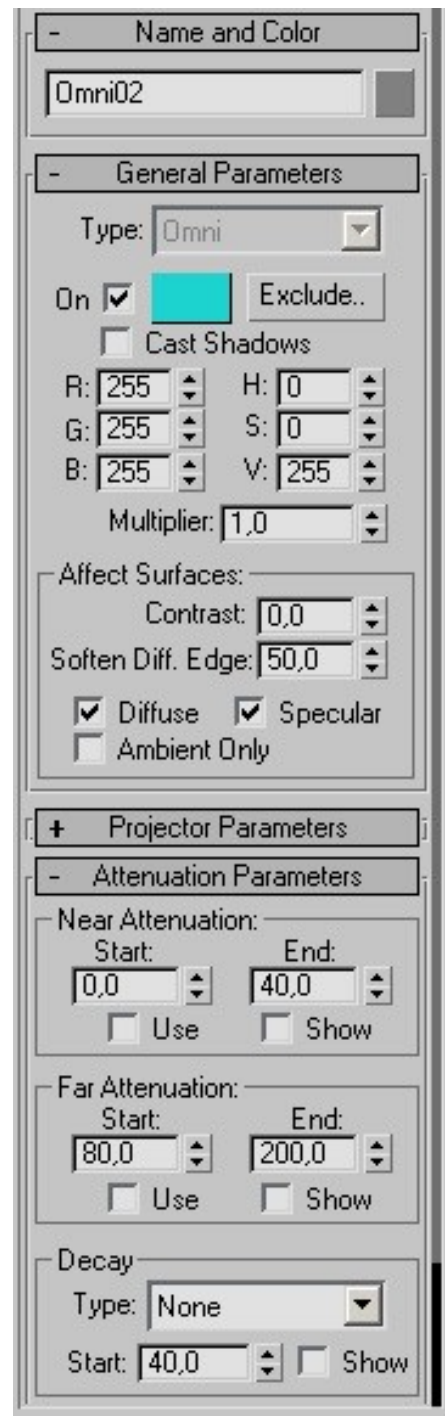 - Name and Color
Omni02
- General Parameters
Type: Omni
On Exclude..
Cast Shadows
R: 255 H: 0
G: 255 S: 0
B: 255 V: 255
Multiplier: 1,0
Affect Surfaces:
Contrast: 0,0
Soften Diff. Edge: 50,0
Diffuse Specular
Ambient Only
+ Projector Parameters
- Attenuation Parameters
Near Attenuation:
Start: End:
0,0 40,0
Use Show
Far Attenuation:
Start: End:
80,0 200,0
Use Show
Decay
Type: None
Start: 40,0 Show